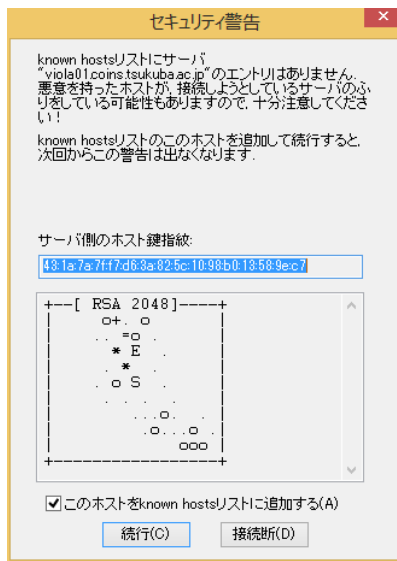 セキュリティ警告
known hostsリストにサーバ
"viola01.coins.tsukuba.ac.jp"のエントリはありません.
悪意を持ったホストが, 接続しようとしているサーバのふ
りをしている可能性もありますので, 十分注意してくださ
い!
known hostsリストのこのホストを追加して続行すると,
次回からこの警告は出なくなります.
サーバ側のホスト鍵指紋:
43:1a:7a:7f:f7:d6:3a:82:5c:10:98:b0:13:58:9e:c7
+--[ RSA 2048]----+
|      o+. o      |
|     . . =o .    |
|       * E  .    |
|      . *  .     |
|     . o S  .    |
|      . .  . .   |
|         ...o.  .|
|          .o...o .|
|             ooo |
+-----------------+
このホストをknown hostsリストに追加する(A)
続行(C)
接続断(D)